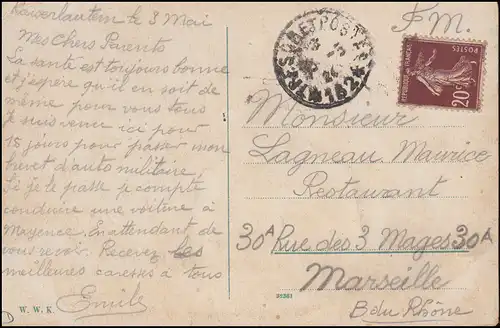 Kaiserlautern le 3 Mai
Mes Chers Parents
La santé est toujours bonne
et j'espère qu'il en soit de
même pour vous tous
Je suis venu ici pour
15 jours pour passer mon
brevet d'auto militaire.
Si je le passe je compte
conduire une voiture à
Mayence. En attendant de
vous revoir. Recevez les
meilleures caresses à tous
Emile
W. W. K.
F.M.
POSTES
REPUBLIQUE FRANÇAISE
20c
Monsieur
Lagneau Maurice
Restaurant
30A Rue des 3 Mages 30A
Marseille
B du Rhône